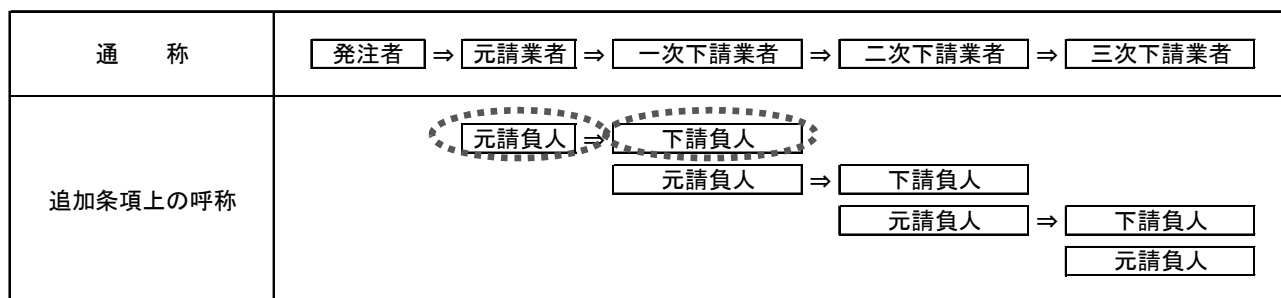 通　　称
発注者 ⇒ 元請業者 ⇒ 一次下請業者 ⇒ 二次下請業者 ⇒ 三次下請業者
追加条項上の呼称
元請負人 ⇒ 下請負人
元請負人 ⇒ 下請負人
元請負人 ⇒ 下請負人
元請負人